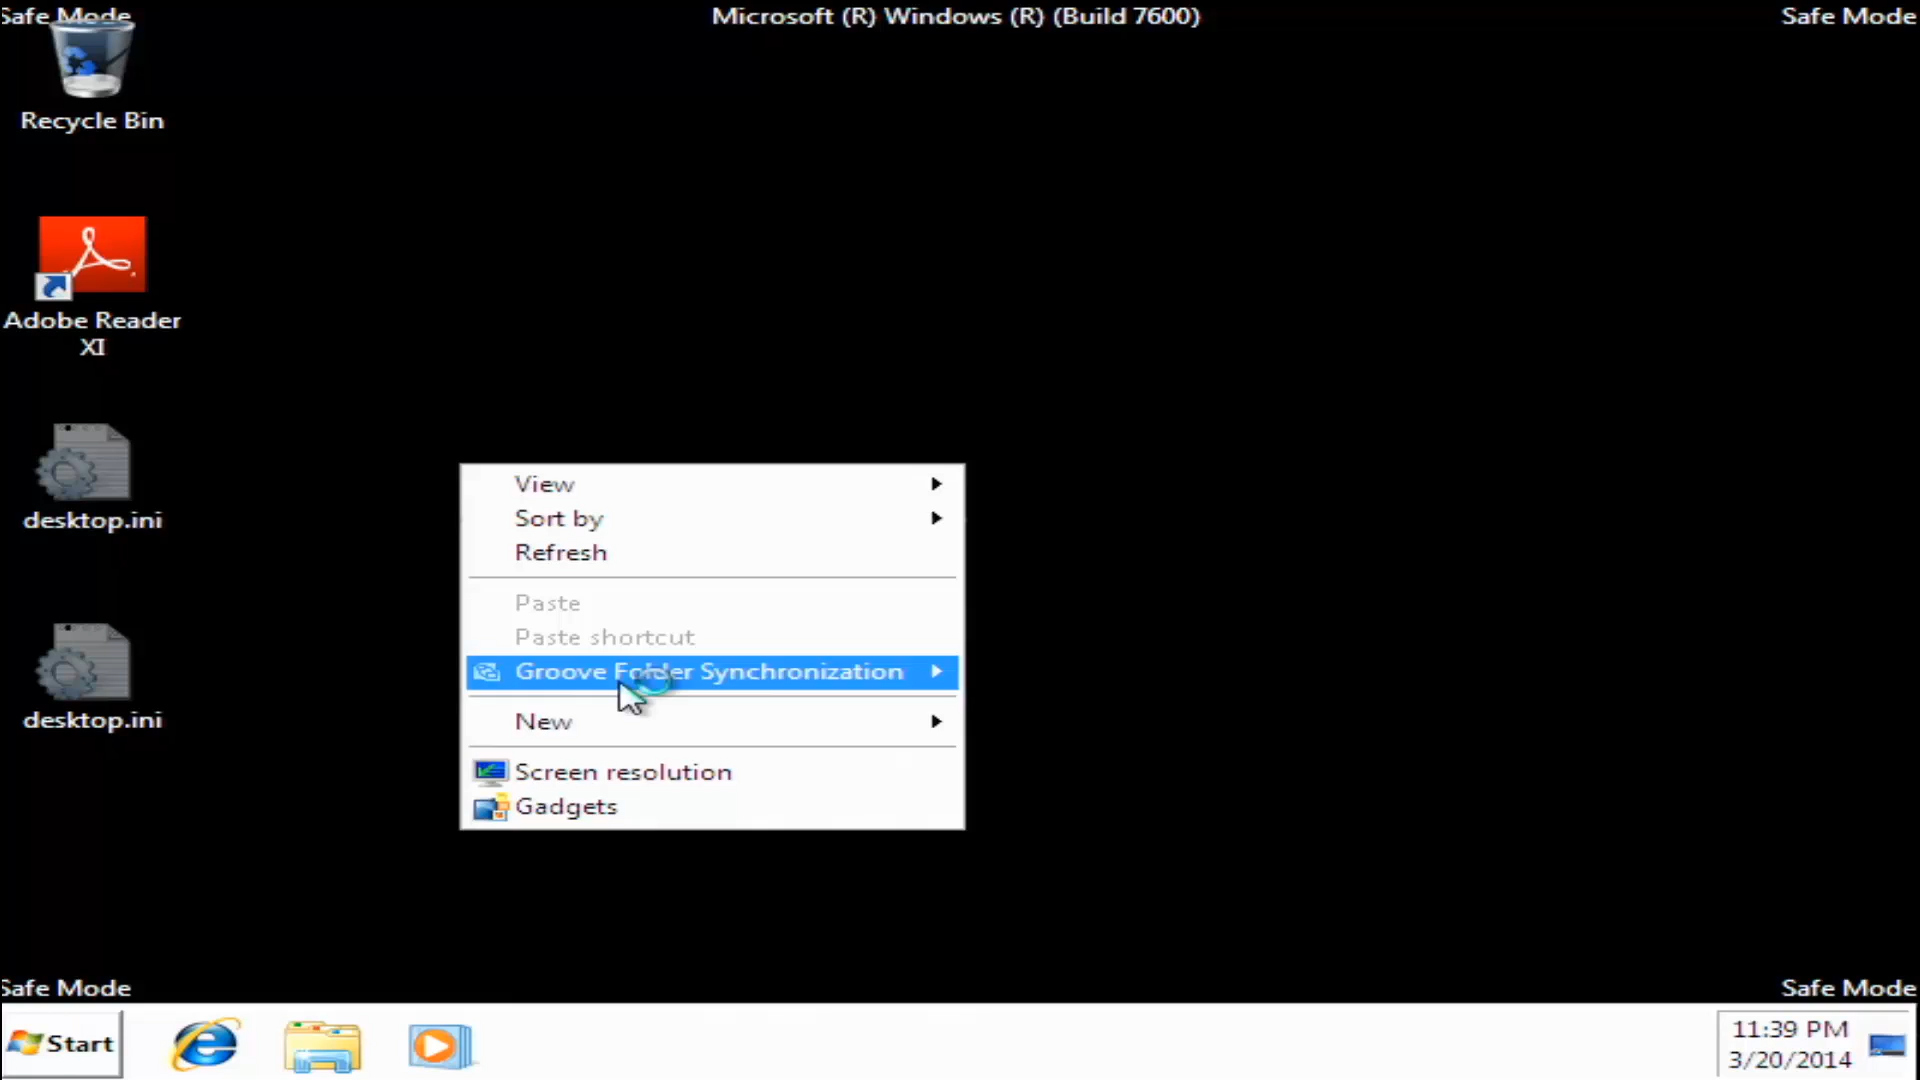 Safe Mode
Microsoft (R) Windows (R) (Build 7600)
Safe Mode
Recycle Bin
Adobe Reader
XI
desktop.ini
desktop.ini
View
Sort by
Refresh
Paste
Paste shortcut
Groove Folder Synchronization
New
Screen resolution
Gadgets
Safe Mode
Safe Mode
Start
11:39 PM
3/20/2014